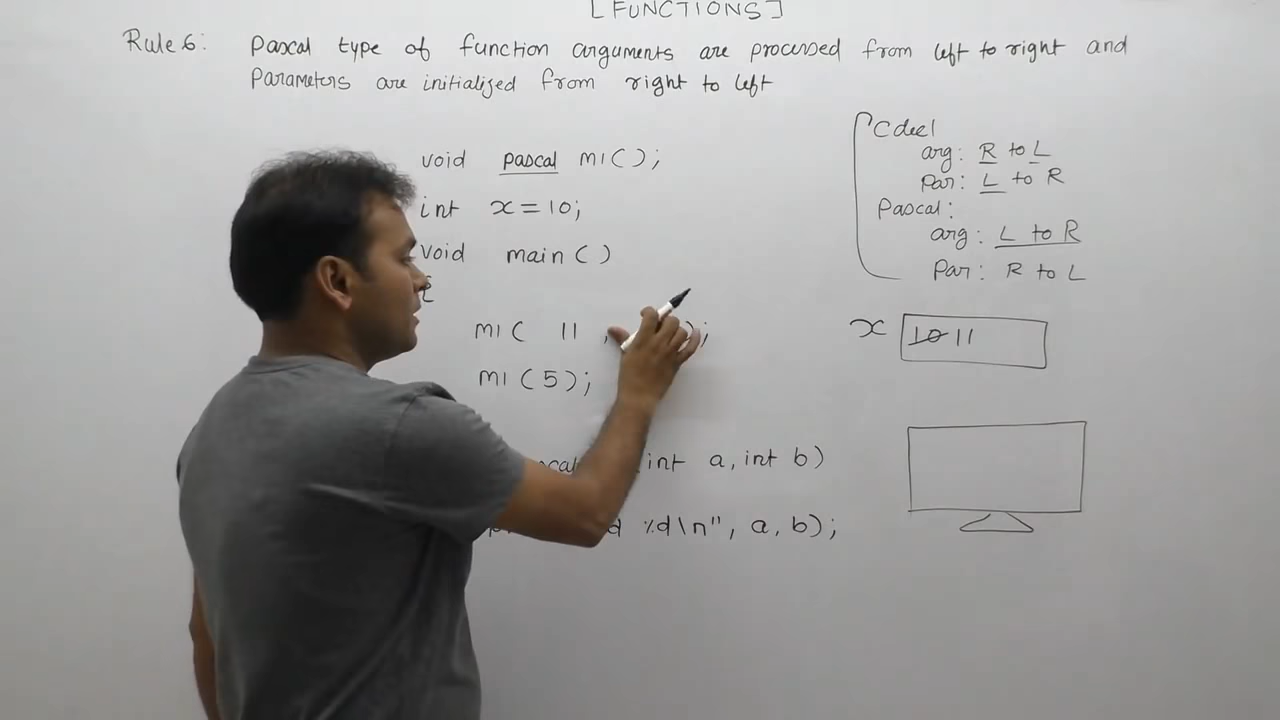 [FUNCTIONS]
Rule 6: Pascal type of function arguments are processed from left to right and
parameters are initialized from right to left
void pascal m1();
int x=10;
void main()
{
m1( 11 , );
m1(5);
int a, int b)
%d\n", a, b);
Cdecl
arg: R to L
Par: L to R
Pascal:
arg: L to R
Par: R to L
x 10 11